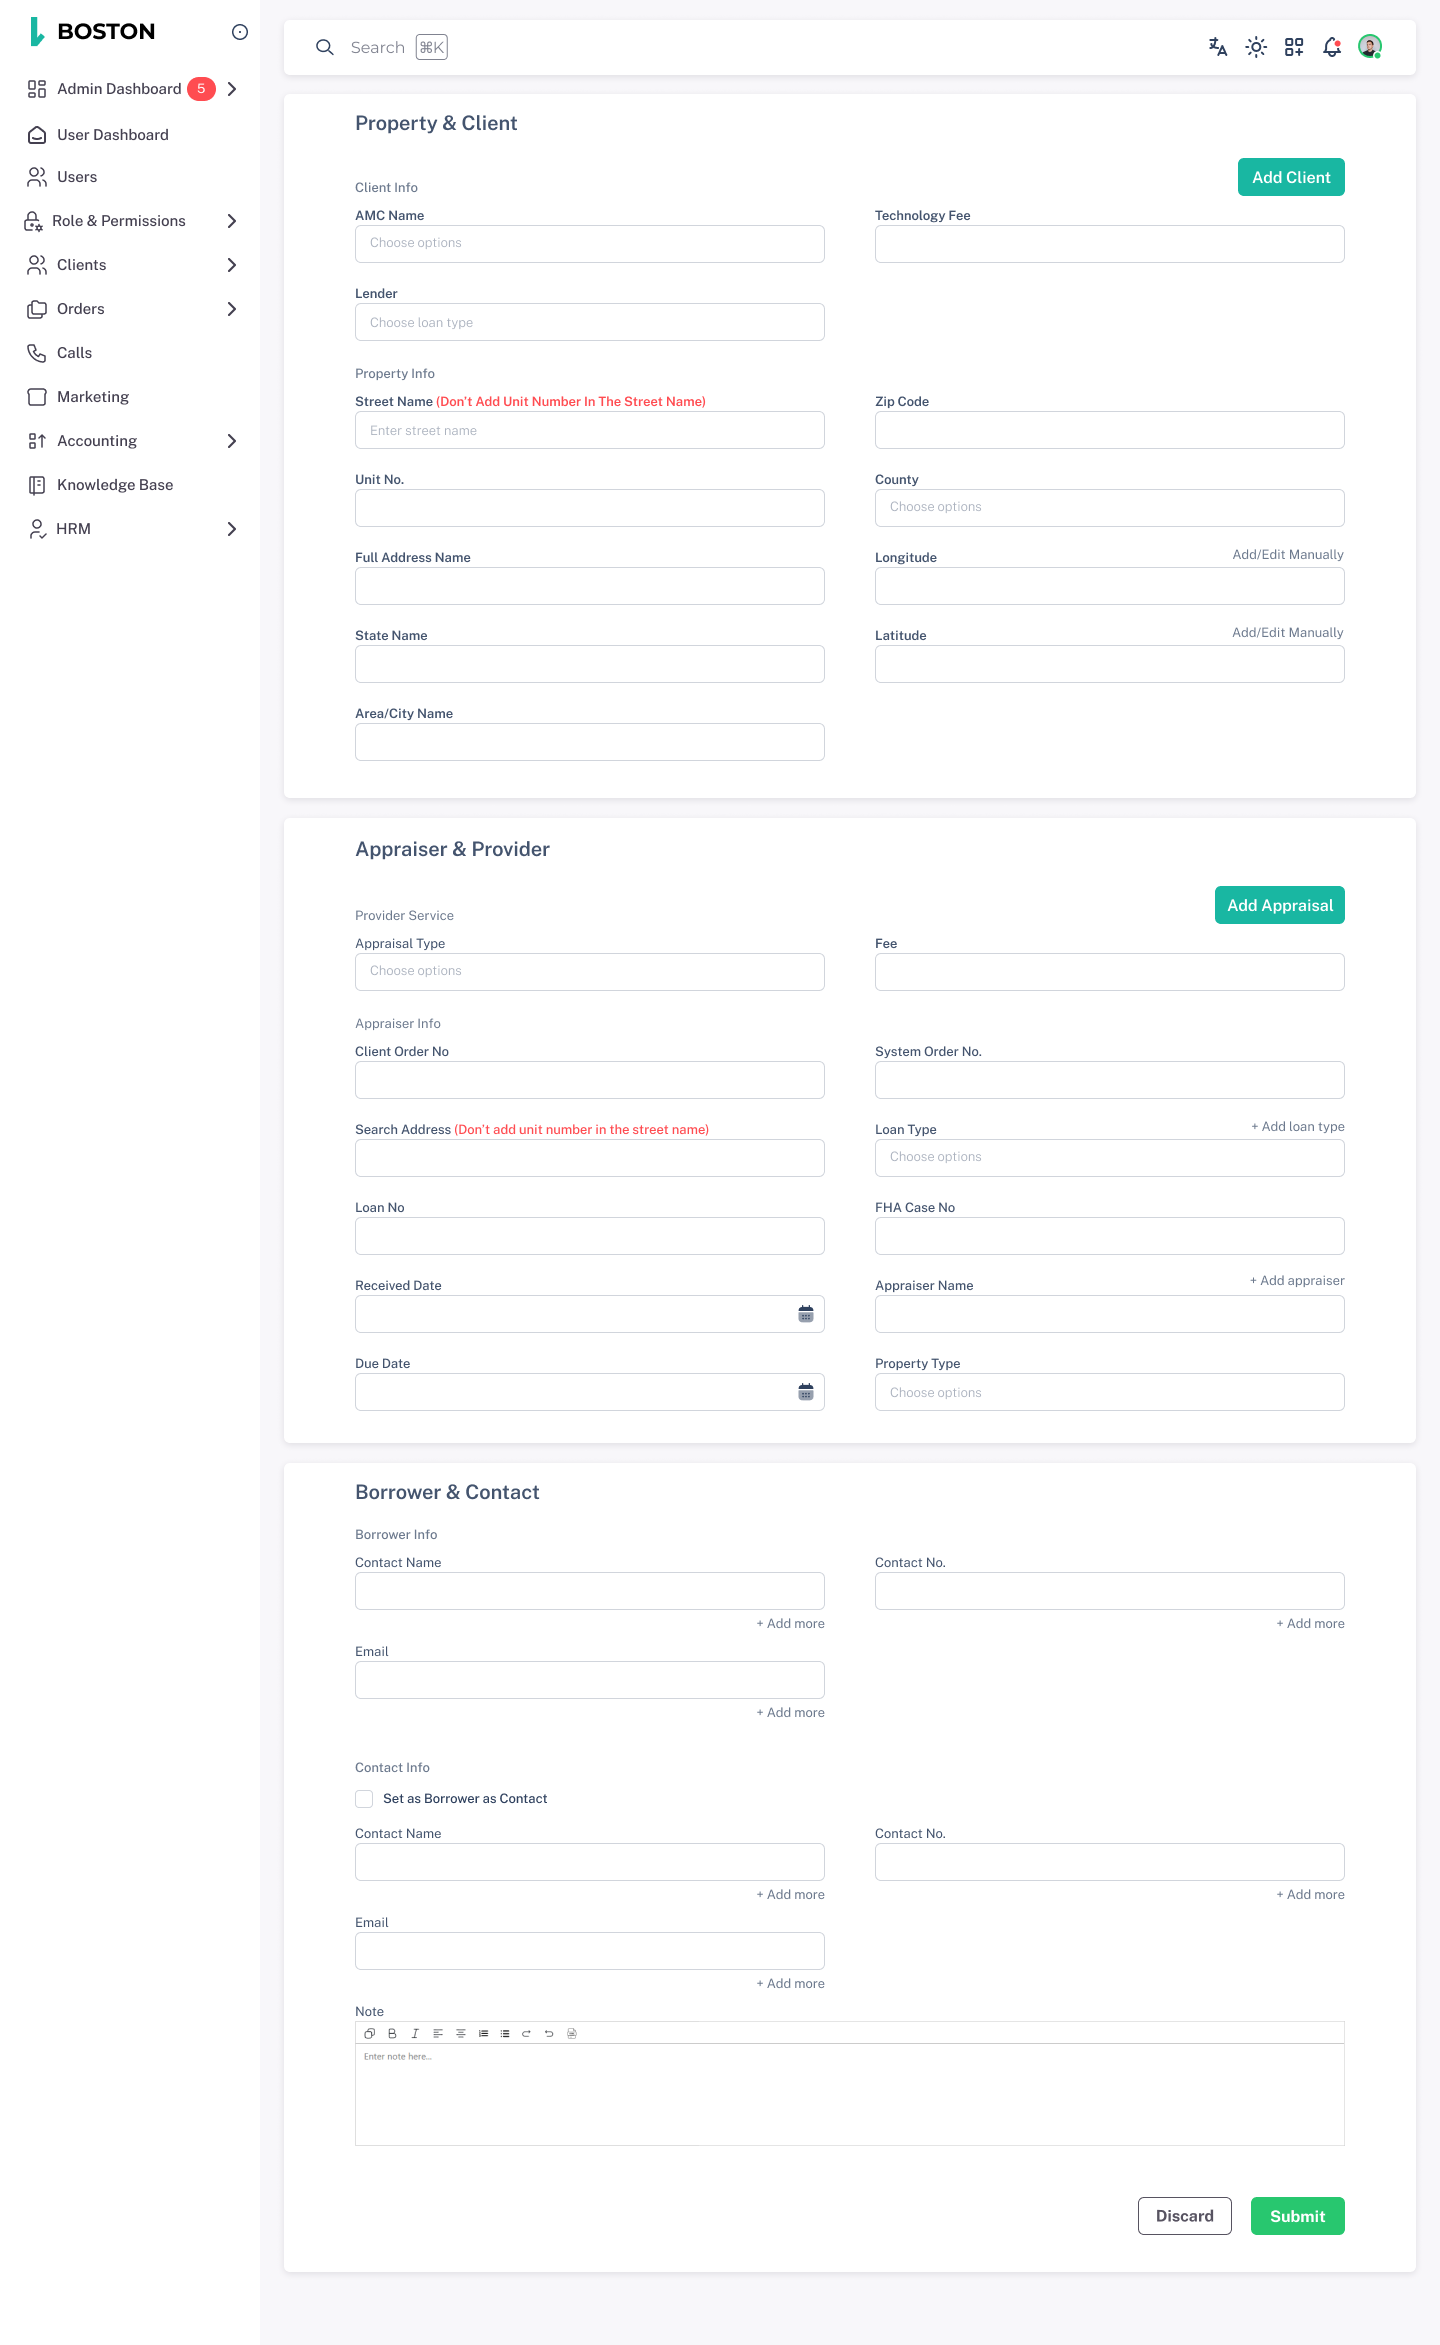 BOSTON
Admin Dashboard 5
User Dashboard
Users
Role & Permissions
Clients
Orders
Calls
Marketing
Accounting
Knowledge Base
HRM
Search ⌘K
Property & Client
Add Client
Client Info
AMC Name
Choose options
Technology Fee
Lender
Choose loan type
Property Info
Street Name (Don't Add Unit Number In The Street Name)
Enter street name
Zip Code
Unit No.
County
Choose options
Full Address Name
Longitude
Add/Edit Manually
State Name
Latitude
Add/Edit Manually
Area/City Name
Appraiser & Provider
Add Appraisal
Provider Service
Appraisal Type
Choose options
Fee
Appraiser Info
Client Order No
System Order No.
Search Address (Don't add unit number in the street name)
Loan Type
+ Add loan type
Choose options
Loan No
FHA Case No
Received Date
Appraiser Name
+ Add appraiser
Due Date
Property Type
Choose options
Borrower & Contact
Borrower Info
Contact Name
Contact No.
+ Add more
+ Add more
Email
+ Add more
Contact Info
Set as Borrower as Contact
Contact Name
Contact No.
+ Add more
+ Add more
Email
+ Add more
Note
B I
Enter note here...
Discard
Submit